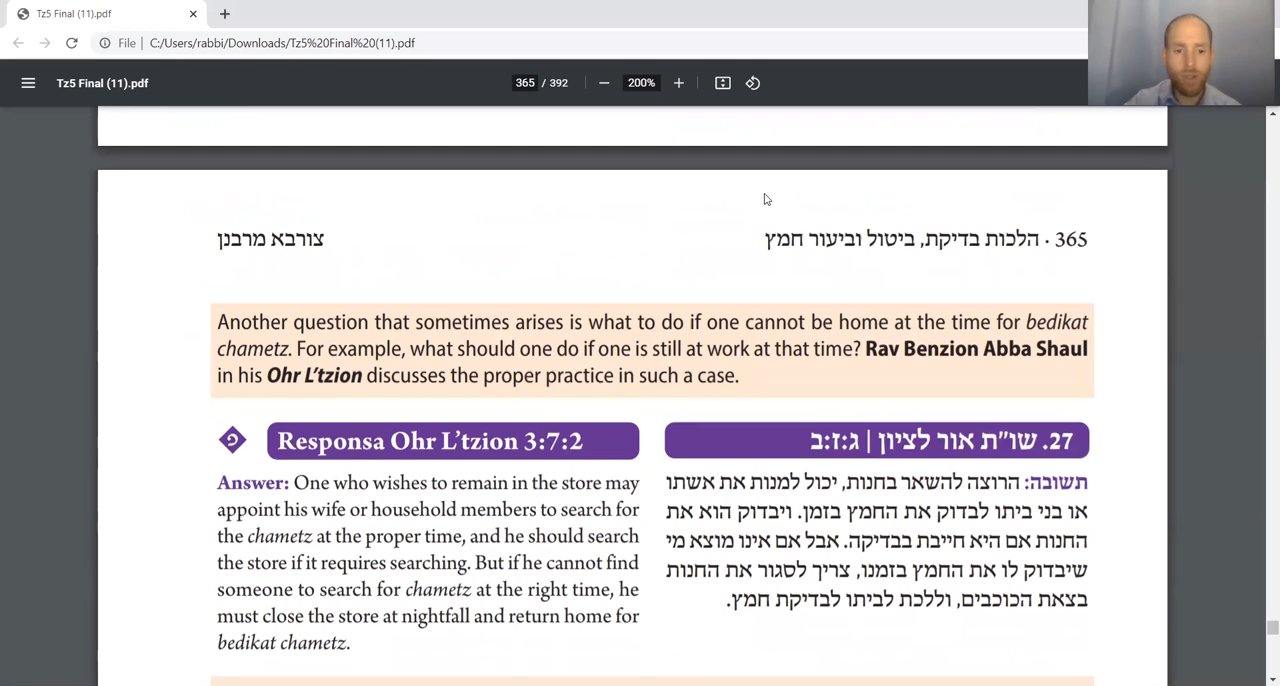 Tz5 Final (11).pdf
File
C:/Users/rabbi/Downloads/Tz5%20Final%20(11).pdf
Tz5 Final (11).pdf
365 / 392
200%
365 · הלכות בדיקת, ביטול וביעור חמץ
צורבא מרבנן
Another question that sometimes arises is what to do if one cannot be home at the time for bedikat
chametz. For example, what should one do if one is still at work at that time? Rav Benzion Abba Shaul
in his Ohr L'tzion discusses the proper practice in such a case.
Responsa Ohr L'tzion 3:7:2
Answer: One who wishes to remain in the store may
appoint his wife or household members to search for
the chametz at the proper time, and he should search
the store if it requires searching. But if he cannot find
someone to search for chametz at the right time, he
must close the store at nightfall and return home for
bedikat chametz.
27. שו"ת אור לציון | ג:ז:ב
תשובה: הרוצה להשאר בחנות, יכול למנות את אשתו
או בני ביתו לבדוק את החמץ בזמן. ויבדוק הוא את
החנות אם היא חייבת בבדיקה. אבל אם אינו מוצא מי
שיבדוק לו את החמץ בזמנו, צריך לסגור את החנות
בצאת הכוכבים, וללכת לביתו לבדיקת חמץ.